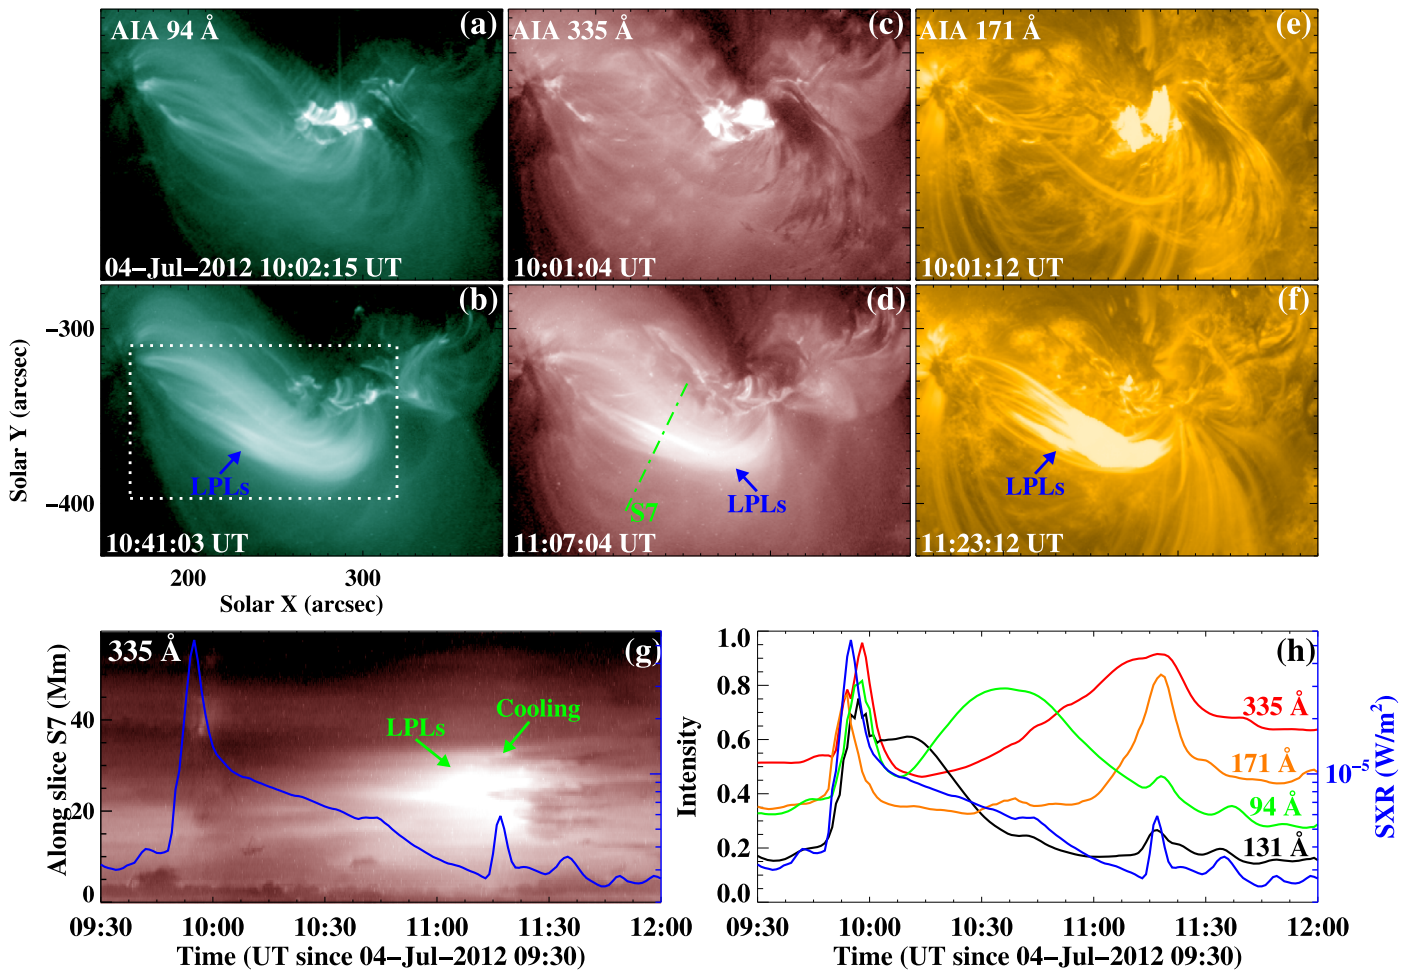 AIA 94 Å (a)
04-Jul-2012 10:02:15 UT
AIA 335 Å (c)
10:01:04 UT
AIA 171 Å (e)
10:01:12 UT
(b)
LPLs
10:41:03 UT
(d)
S7
LPLs
11:07:04 UT
(f)
LPLs
11:23:12 UT
-300
-400
Solar Y (arcsec)
200 300
Solar X (arcsec)
335 Å (g)
LPLs
Cooling
40
20
0
Along slice S7 (Mm)
09:30 10:00 10:30 11:00 11:30 12:00
Time (UT since 04-Jul-2012 09:30)
(h)
1.0
0.8
0.6
0.4
0.2
0.0
Intensity
335 Å
171 Å
94 Å
131 Å
10⁻⁵
SXR (W/m²)
09:30 10:00 10:30 11:00 11:30 12:00
Time (UT since 04-Jul-2012 09:30)